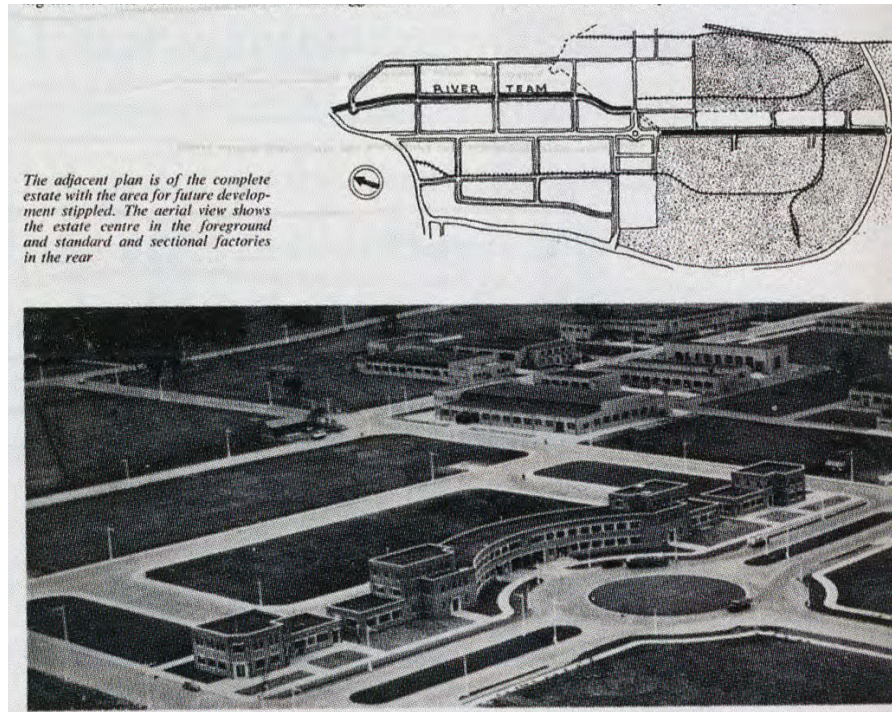 RIVER TEAM
The adjacent plan is of the complete
estate with the area for future develop-
ment stippled. The aerial view shows
the estate centre in the foreground
and standard and sectional factories
in the rear